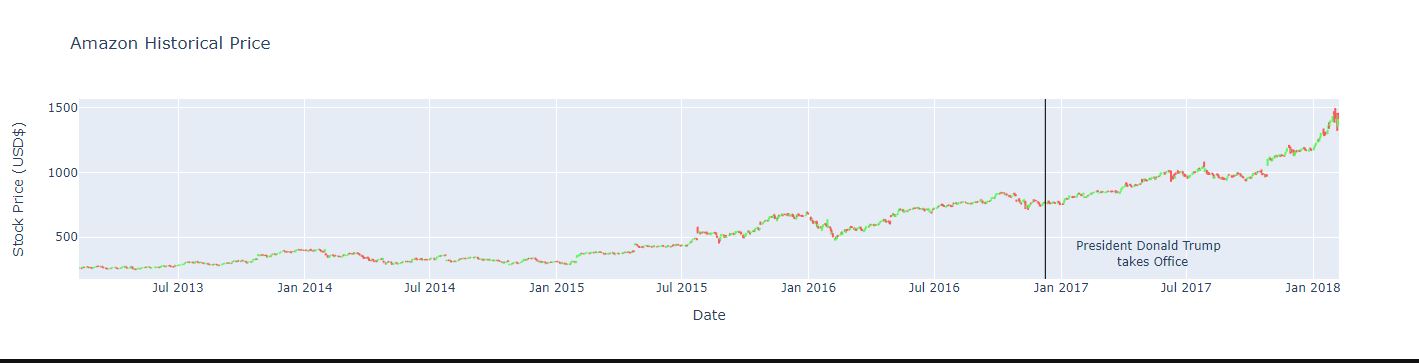 Amazon Historical Price
1500
1000
500
Stock Price (USD$)
President Donald Trump
takes Office
Jul 2013
Jan 2014
Jul 2014
Jan 2015
Jul 2015
Jan 2016
Jul 2016
Jan 2017
Jul 2017
Jan 2018
Date